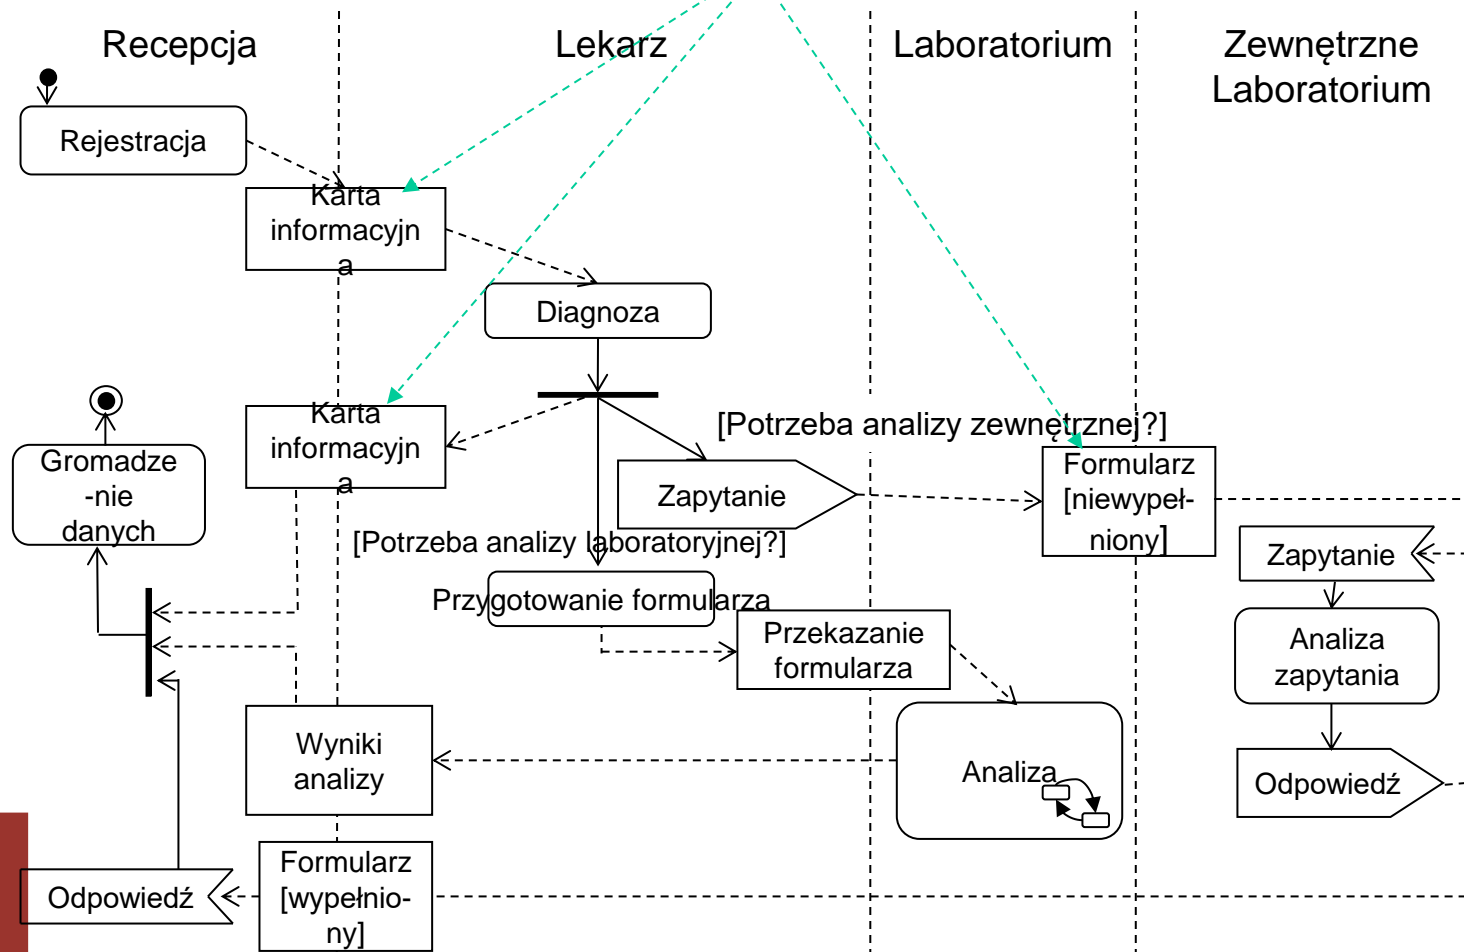 Recepcja
Lekarz
Laboratorium
Zewnętrzne
Laboratorium
Rejestracja
Karta
informacyjn
a
Diagnoza
Karta
informacyjn
a
[Potrzeba analizy zewnętrznej?]
Gromadze
-nie
danych
Zapytanie
Formularz
[niewypeł-
niony]
[Potrzeba analizy laboratoryjnej?]
Zapytanie
Przygotowanie formularza
Przekazanie
formularza
Analiza
zapytania
Wyniki
analizy
Analiza
Odpowiedź
Formularz
[wypełnio-
ny]
Odpowiedź